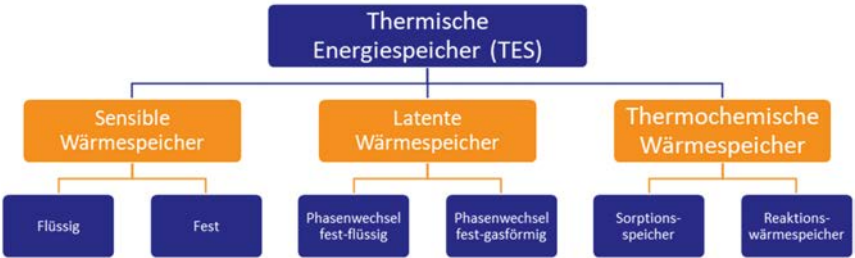 Thermische
Energiespeicher (TES)
Sensible
Wärmespeicher
Latente
Wärmespeicher
Thermochemische
Wärmespeicher
Flüssig
Fest
Phasenwechsel
fest-flüssig
Phasenwechsel
fest-gasförmig
Sorptions-
speicher
Reaktions-
wärmespeicher